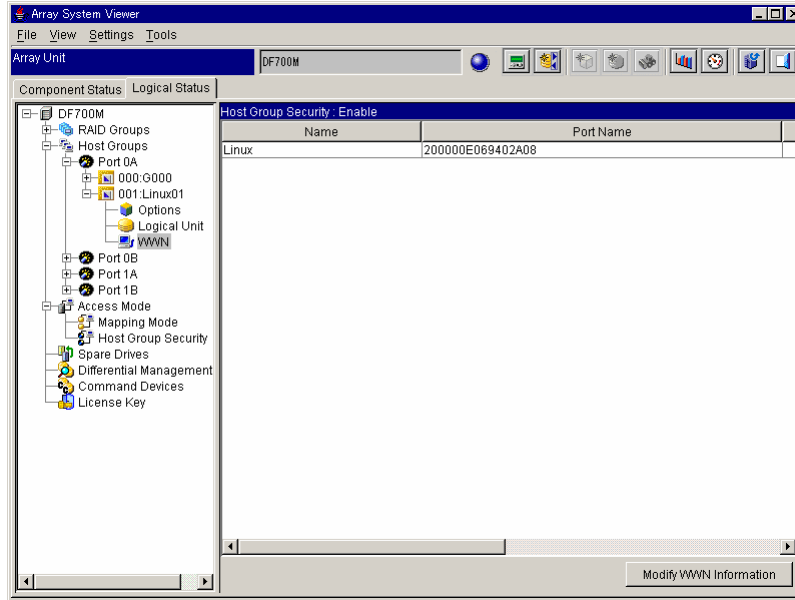 Array System Viewer
File View Settings Tools
Array Unit
DF700M
Component Status Logical Status
DF700M
RAID Groups
Host Groups
Port 0A
000:G000
001:Linux01
Options
Logical Unit
WWN
Port 0B
Port 1A
Port 1B
Access Mode
Mapping Mode
Host Group Security
Spare Drives
Differential Management
Command Devices
License Key
Host Group Security : Enable
Name Port Name
Linux 200000E069402A08
Modify WWN Information